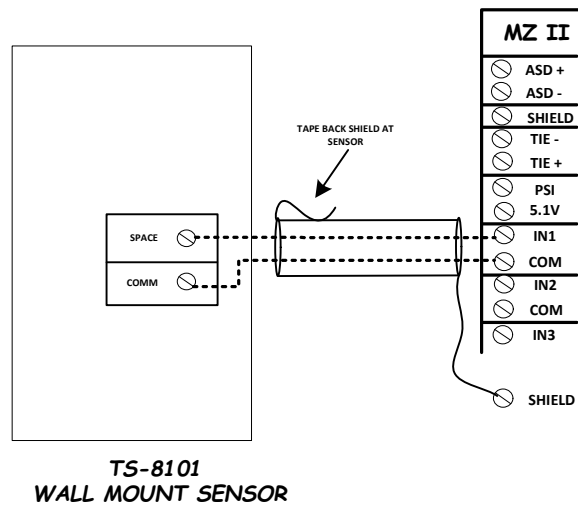 MZ II
ASD +
ASD -
SHIELD
TIE -
TIE +
PSI
5.1V
IN1
COM
IN2
COM
IN3
SHIELD
TAPE BACK SHIELD AT
SENSOR
SPACE
COMM
TS-8101
WALL MOUNT SENSOR